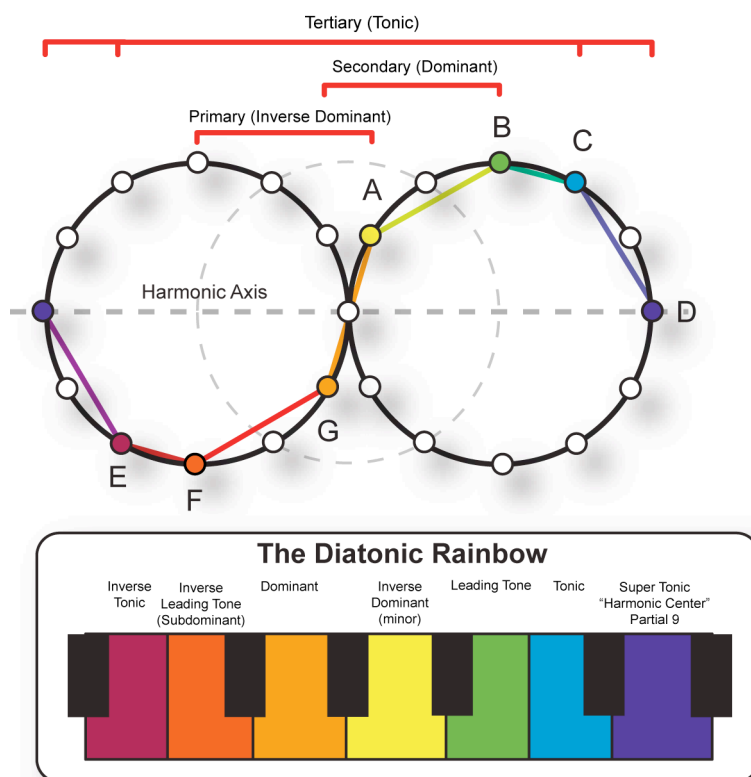 Tertiary (Tonic)
Secondary (Dominant)
Primary (Inverse Dominant)
B
C
A
Harmonic Axis
D
G
E
F
The Diatonic Rainbow
Inverse
Tonic
Inverse
Leading Tone
(Subdominant)
Dominant
Inverse
Dominant
(minor)
Leading Tone
Tonic
Super Tonic
“Harmonic Center”
Partial 9